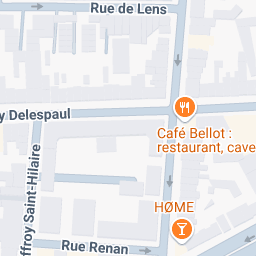 Rue de Lens
y Delespaul
Café Bellot :
restaurant, cave
ffroy Saint-Hilaire
HØME
Rue Renan